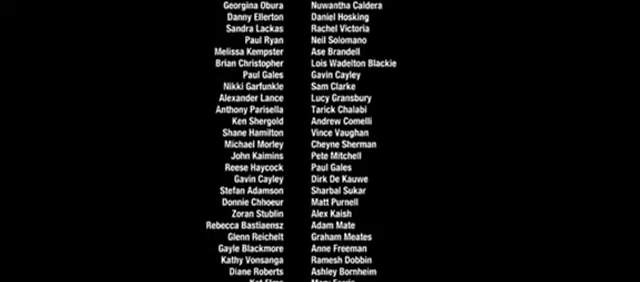 Georgina Obura Nuwantha Caldera
Danny Ellerton Daniel Hosking
Sandra Lackas Rachel Victoria
Paul Ryan Neil Solomano
Melissa Kempster Ase Brandell
Brian Christopher Lois Wadelton Blackie
Paul Gales Gavin Cayley
Nikki Garfunkle Sam Clarke
Alexander Lance Lucy Gransbury
Anthony Parisella Tarick Chalabi
Ken Shergold Andrew Comelli
Shane Hamilton Vince Vaughan
Michael Morley Cheyne Sherman
John Kaimins Pete Mitchell
Reese Haycock Paul Gales
Gavin Cayley Dirk De Kauwe
Stefan Adamson Sharbal Sukar
Donnie Chhoeur Matt Purnell
Zoran Stublin Alex Kaish
Rebecca Bastiaensz Adam Mate
Glenn Reichelt Graham Meates
Gayle Blackmore Anne Freeman
Kathy Vonsanga Ramesh Dobbin
Diane Roberts Ashley Bornheim